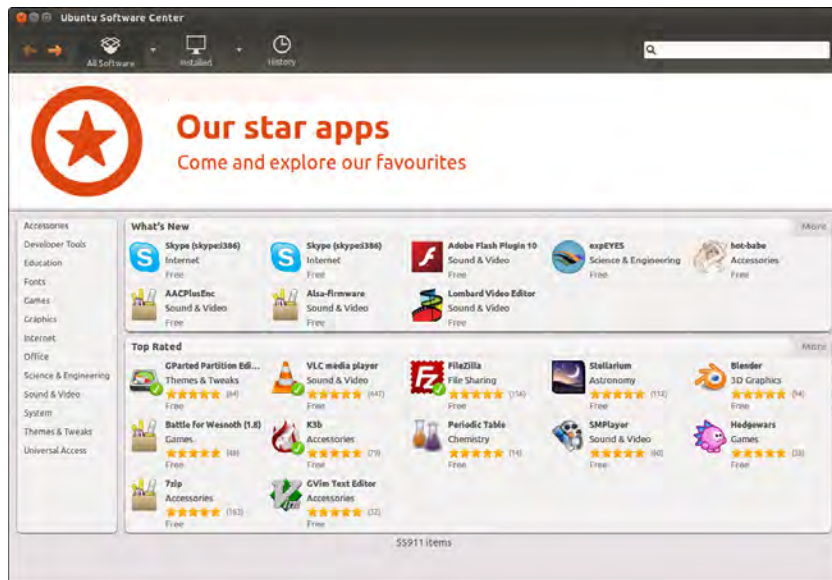 Ubuntu Software Center
All Software
Installed
History
Our star apps
Come and explore our favourites
Accessories
Developer Tools
Education
Fonts
Games
Graphics
Internet
Office
Science & Engineering
Sound & Video
System
Themes & Tweaks
Universal Access
What's New
More
Skype (skype:i386)
Internet
Free
Skype (skype:i386)
Internet
Free
Adobe Flash Plugin 10
Sound & Video
Free
expEYES
Science & Engineering
Free
hot-babe
Accessories
Free
AACPlusEnc
Sound & Video
Free
Alsa-firmware
Sound & Video
Free
Lombard Video Editor
Sound & Video
Free
Top Rated
More
GParted Partition Edi...
Themes & Tweaks
Free
VLC media player
Sound & Video
(447)
Free
FileZilla
File Sharing
Free
Stellarium
Astronomy
Free
Blender
3D Graphics
Free
Battle for Wesnoth (1.8)
Games
Free
K3b
Accessories
(79)
Free
Periodic Table
Chemistry
(14)
Free
SMPlayer
Sound & Video
(60)
Free
Hedgewars
Games
Free
7zip
Accessories
(163)
Free
GVim Text Editor
Accessories
(32)
Free
55911 items